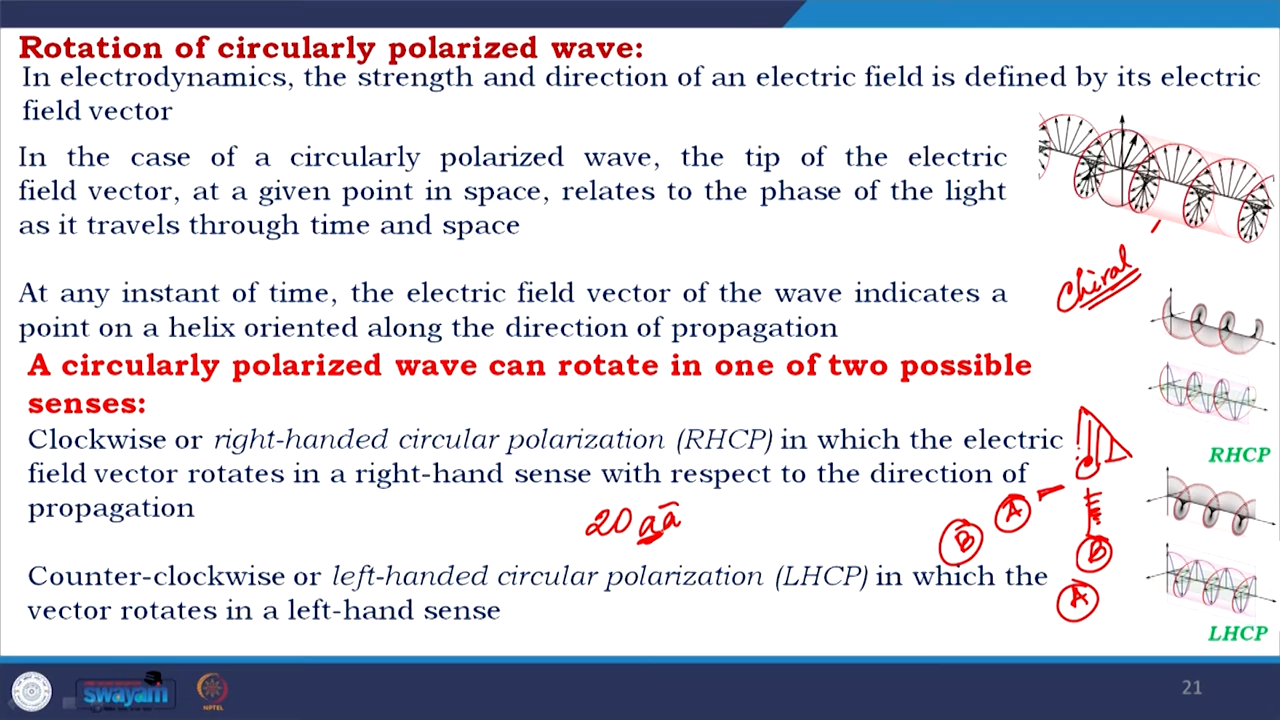 Rotation of circularly polarized wave:
In electrodynamics, the strength and direction of an electric field is defined by its electric
field vector
In the case of a circularly polarized wave, the tip of the electric
field vector, at a given point in space, relates to the phase of the light
as it travels through time and space
Chiral
At any instant of time, the electric field vector of the wave indicates a
point on a helix oriented along the direction of propagation
A circularly polarized wave can rotate in one of two possible
senses:
Clockwise or right-handed circular polarization (RHCP) in which the electric
field vector rotates in a right-hand sense with respect to the direction of
propagation
RHCP
20 aā
B A
B
A
Counter-clockwise or left-handed circular polarization (LHCP) in which the
vector rotates in a left-hand sense
LHCP
swayam
NPTEL
21